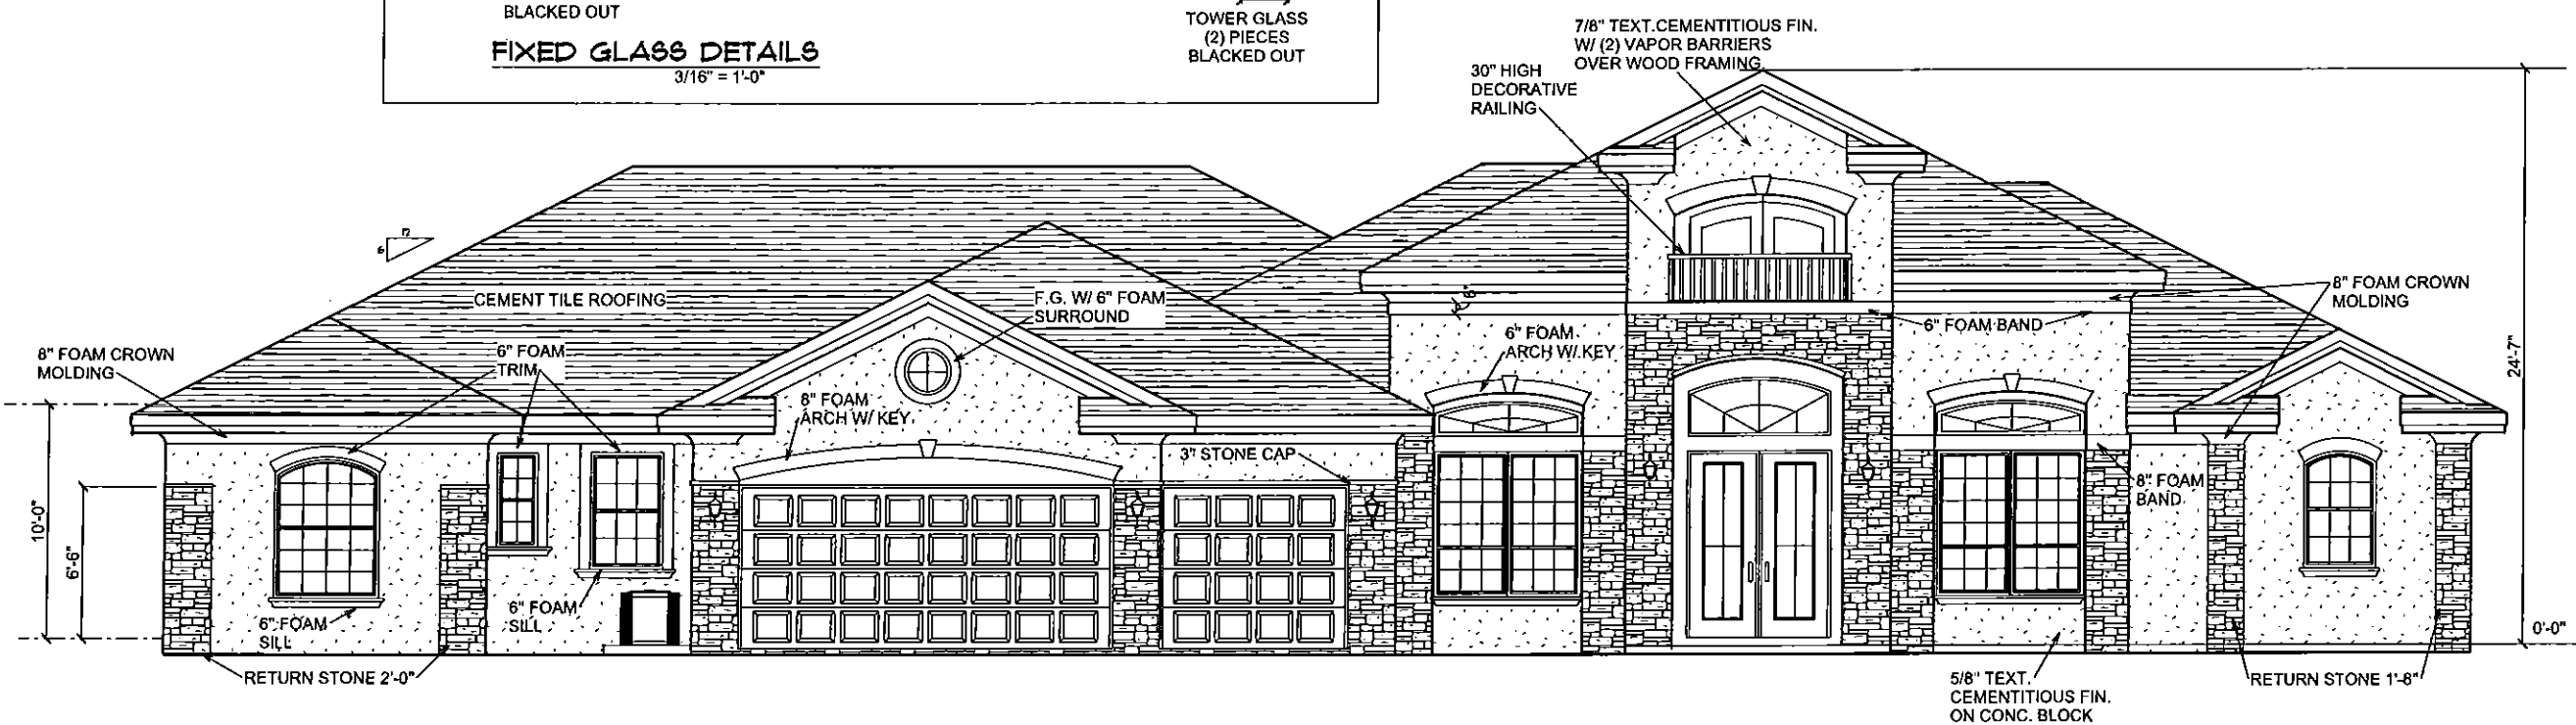 BLACKED OUT
FIXED GLASS DETAILS
3/16" = 1'-0"
TOWER GLASS
(2) PIECES
BLACKED OUT
7/8" TEXT.CEMENTITIOUS FIN.
W/ (2) VAPOR BARRIERS
OVER WOOD FRAMING
30" HIGH
DECORATIVE
RAILING
12
6
CEMENT TILE ROOFING
F.G. W/ 6" FOAM
SURROUND
8" FOAM CROWN
MOLDING
6" FOAM
TRIM
8" FOAM
ARCH W/ KEY
6" FOAM
ARCH W/ KEY
6" FOAM BAND
8" FOAM CROWN
MOLDING
24'-7"
3" STONE CAP
8" FOAM
BAND
10'-0"
6'-6"
6" FOAM
SILL
6" FOAM
SILL
0'-0"
RETURN STONE 2'-0"
5/8" TEXT.
CEMENTITIOUS FIN.
ON CONC. BLOCK
RETURN STONE 1'-8"